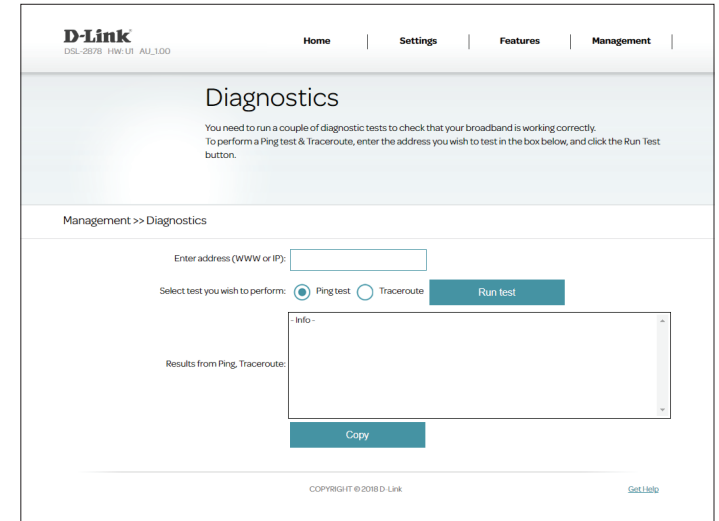 D-Link
DSL-2878 HW: U1 AU_1.00
Home Settings Features Management
Diagnostics
You need to run a couple of diagnostic tests to check that your broadband is working correctly.
To perform a Ping test & Traceroute, enter the address you wish to test in the box below, and click the Run Test
button.
Management >> Diagnostics
Enter address (WWW or IP):
Select test you wish to perform: Ping test Traceroute Run test
- Info -
Results from Ping, Traceroute:
Copy
COPYRIGHT © 2018 D-Link Get Help